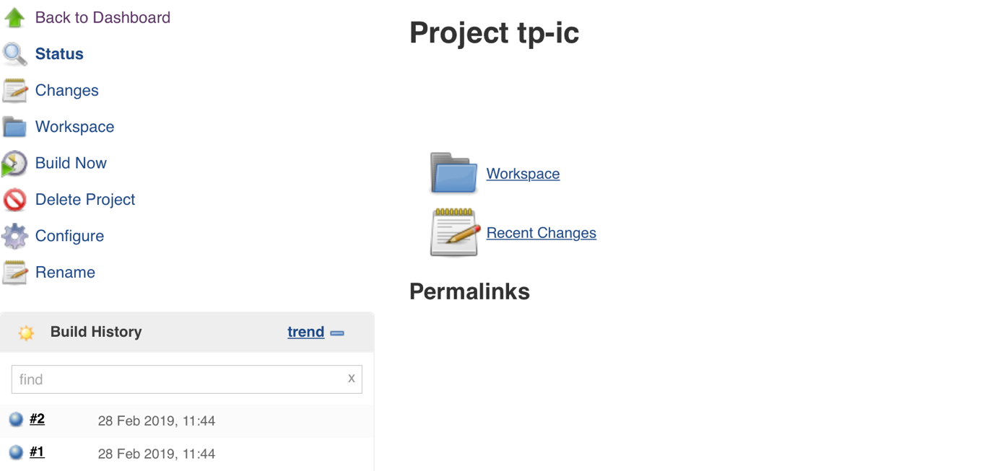 Back to Dashboard
Status
Changes
Workspace
Build Now
Delete Project
Configure
Rename
Build History trend
find x
#2 28 Feb 2019, 11:44
#1 28 Feb 2019, 11:44
Project tp-ic
Workspace
Recent Changes
Permalinks